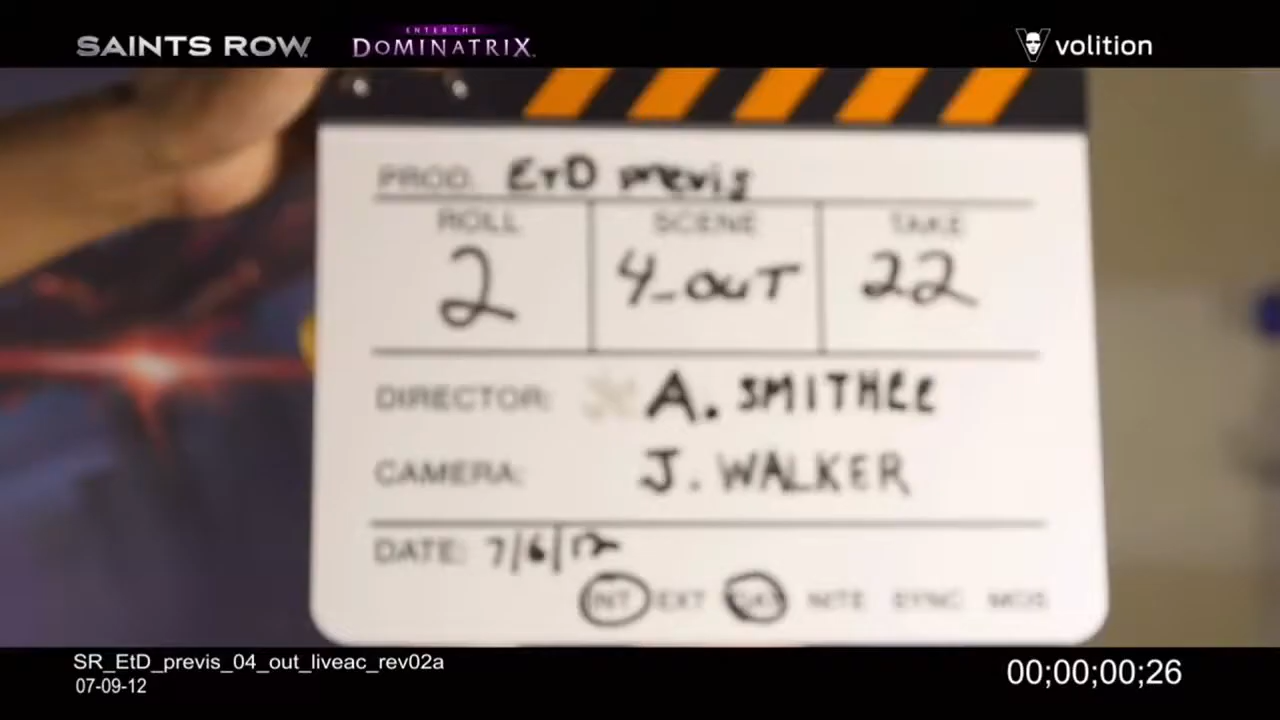 SAINTS ROW
ENTER THE
DOMINATRIX
volition
PROD. ETD previs
ROLL SCENE TAKE
2 4_OUT 22
DIRECTOR: A. SMITHEE
CAMERA: J. WALKER
DATE: 7/6/12
INT EXT DAY NITE SYNC MOS
SR_EtD_previs_04_out_liveac_rev02a
07-09-12
00;00;00;26